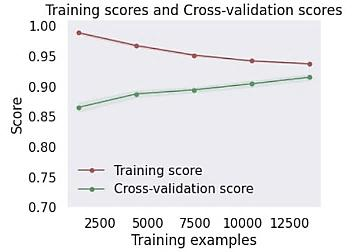 Training scores and Cross-validation scores
1.00
0.95
0.90
0.85
0.80
0.75
0.70
Score
Training score
Cross-validation score
2500 5000 7500 10000 12500
Training examples